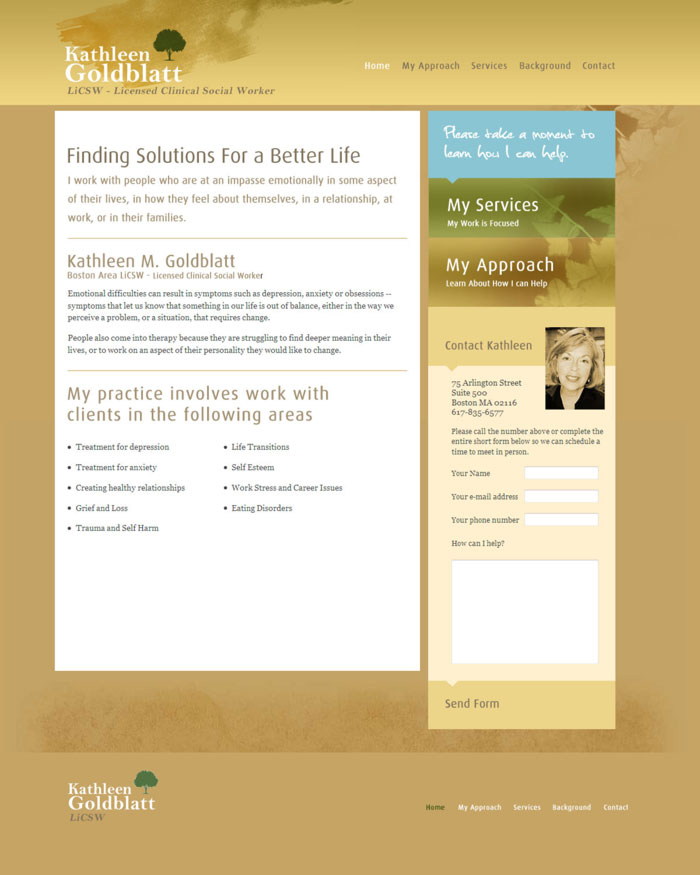 Kathleen
Goldblatt
LiCSW - Licensed Clinical Social Worker
Home My Approach Services Background Contact
Finding Solutions For a Better Life
I work with people who are at an impasse emotionally in some aspect
of their lives, in how they feel about themselves, in a relationship, at
work, or in their families.
Kathleen M. Goldblatt
Boston Area LiCSW - Licensed Clinical Social Worker
Emotional difficulties can result in symptoms such as depression, anxiety or obsessions --
symptoms that let us know that something in our life is out of balance, either in the way we
perceive a problem, or a situation, that requires change.
People also come into therapy because they are struggling to find deeper meaning in their
lives, or to work on an aspect of their personality they would like to change.
My practice involves work with
clients in the following areas
• Treatment for depression
• Treatment for anxiety
• Creating healthy relationships
• Grief and Loss
• Trauma and Self Harm
• Life Transitions
• Self Esteem
• Work Stress and Career Issues
• Eating Disorders
Please take a moment to
learn how I can help.
My Services
My Work is Focused
My Approach
Learn About How I can Help
Contact Kathleen
75 Arlington Street
Suite 500
Boston MA 02116
617-835-6577
Please call the number above or complete the
entire short form below so we can schedule a
time to meet in person.
Your Name
Your e-mail address
Your phone number
How can I help?
Send Form
Kathleen
Goldblatt
LiCSW
Home My Approach Services Background Contact